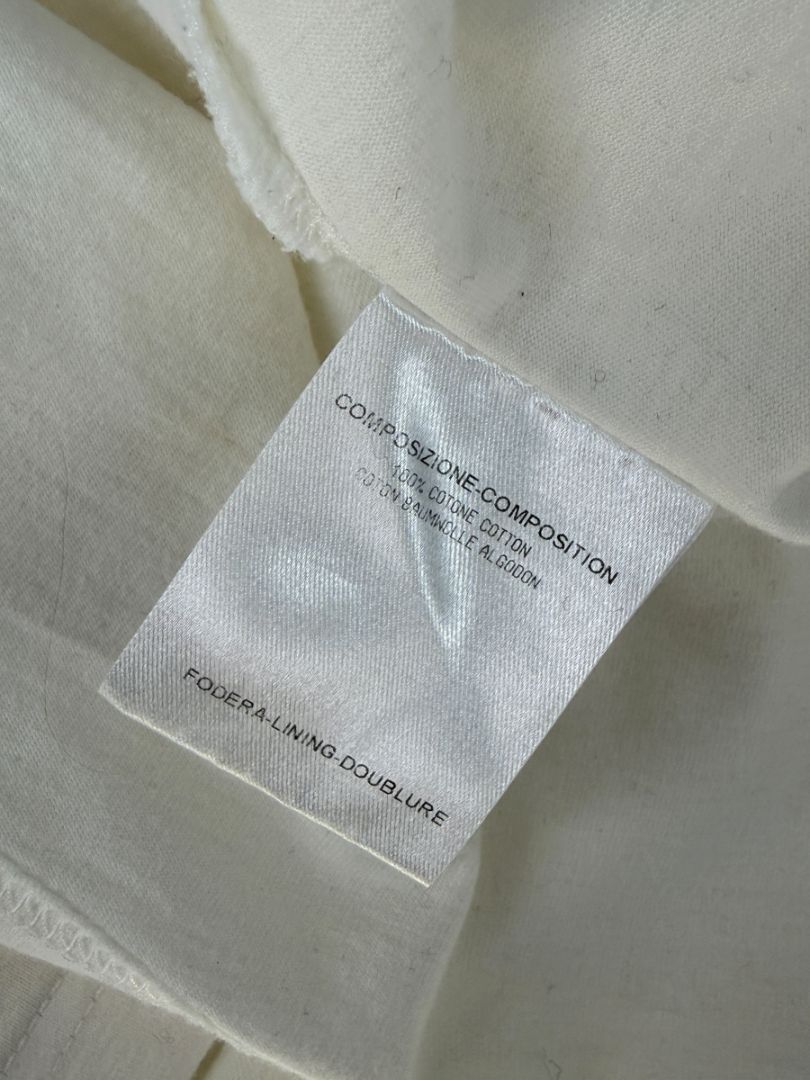 COMPOSIZIONE-COMPOSITION
100% COTONE COTTON
COTON BAUMWOLLE ALGODON
FODERA-LINING-DOUBLURE